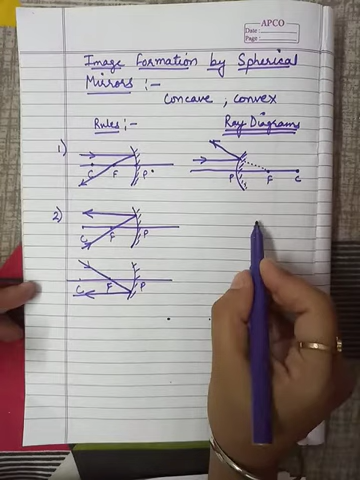 APCO
Date :
Page :
Image Formation by Spherical
Mirrors :-
Concave , convex
Rules :-
Ray Diagrams
1)
C F P
P F C
2)
C F P
C F P